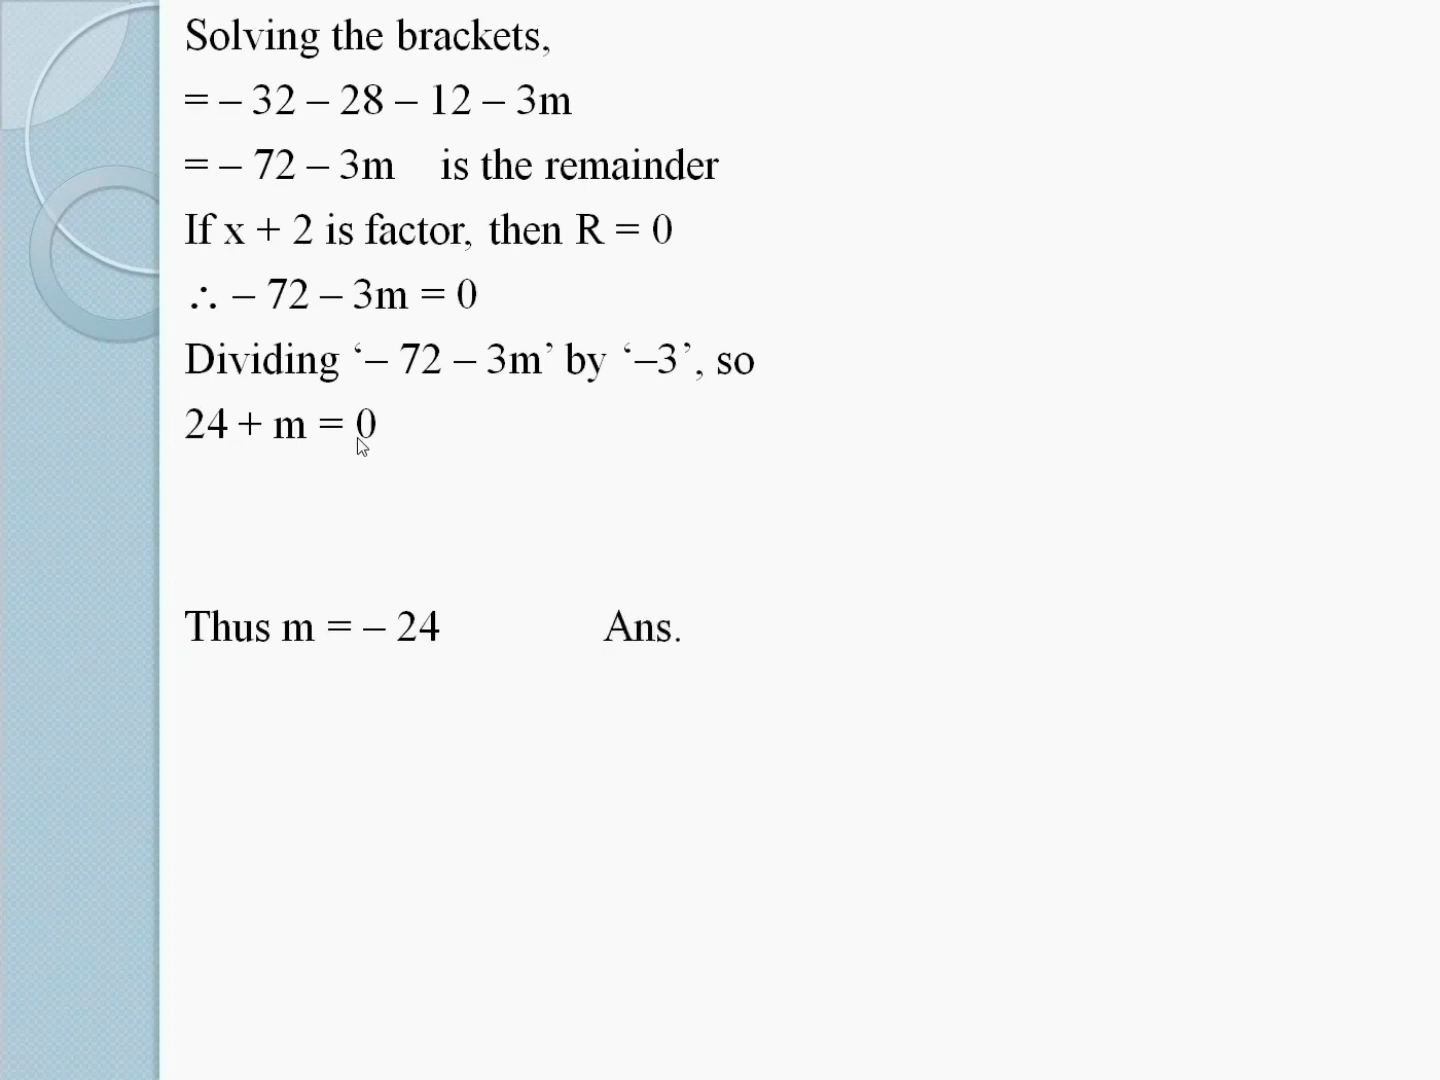 Solving the brackets,
= – 32 – 28 – 12 – 3m
= – 72 – 3m is the remainder
If x + 2 is factor, then R = 0
∴ – 72 – 3m = 0
Dividing ‘– 72 – 3m’ by ‘–3’, so
24 + m = 0
Thus m = – 24 Ans.